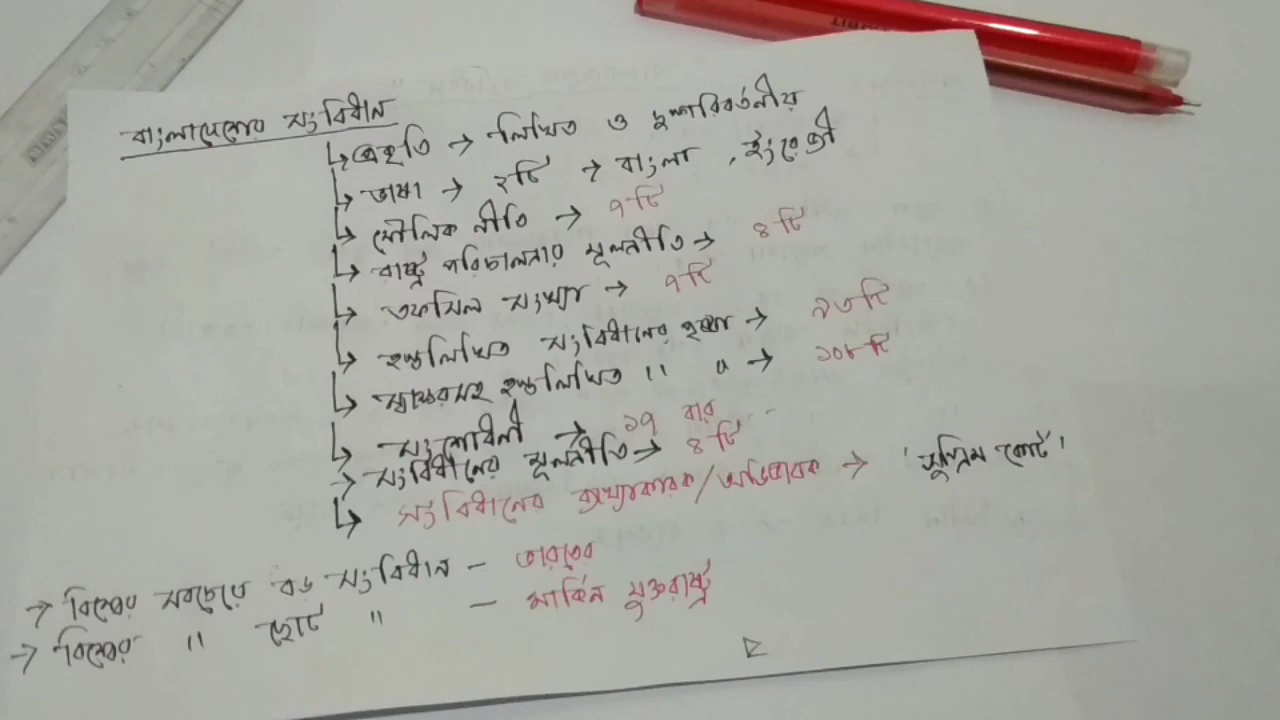 বাংলাদেশের সংবিধান
প্রকৃতি → লিখিত ও দুষ্পরিবর্তনীয়
ভাষা → ২টি → বাংলা, ইংরেজী
মৌলিক নীতি → ৭টি
রাষ্ট্র পরিচালনার মূলনীতি → ৪টি
তফসিল সংখ্যা → ৭টি
হস্তলিখিত সংবিধানের পৃষ্ঠা → ৯৩টি
স্বাক্ষরসহ হস্তলিখিত " " → ১০৮টি
সংশোধনী → ১৭ বার
→ সংবিধানের মূলনীতি → ৪টি
সংবিধানের ব্যাখ্যাকারক/অভিভাবক → 'সুপ্রিম কোর্ট'
→ বিশ্বের সবচেয়ে বড় সংবিধান - ভারতের
→ বিশ্বের " ছোট " - মার্কিন যুক্তরাষ্ট্র